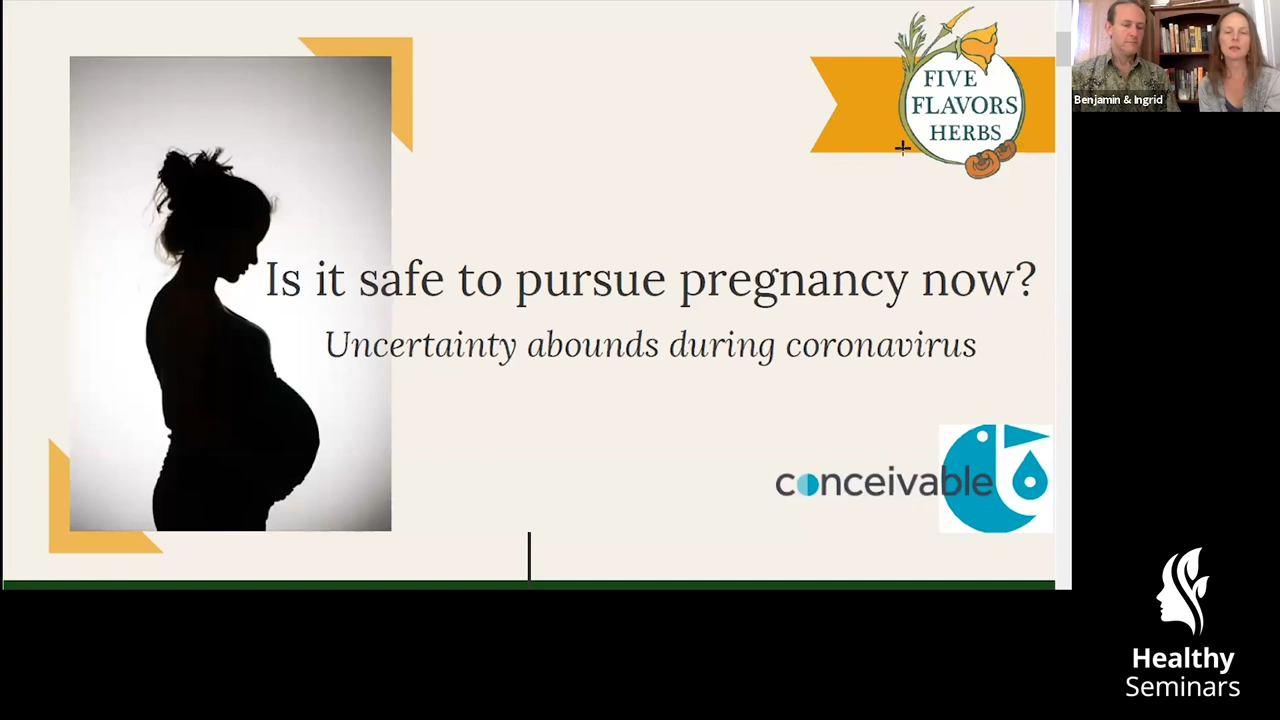 FIVE
FLAVORS
HERBS
Benjamin & Ingrid
Is it safe to pursue pregnancy now?
Uncertainty abounds during coronavirus
conceivable
Healthy
Seminars